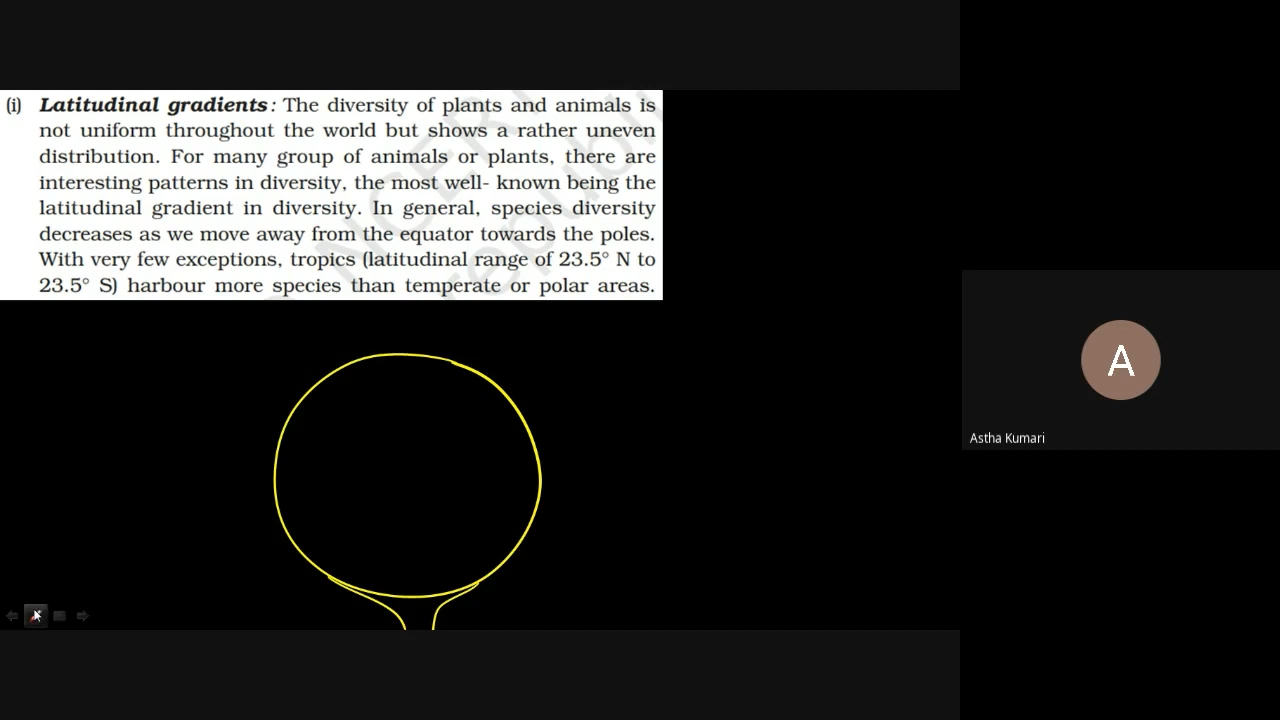 (i) Latitudinal gradients: The diversity of plants and animals is
not uniform throughout the world but shows a rather uneven
distribution. For many group of animals or plants, there are
interesting patterns in diversity, the most well- known being the
latitudinal gradient in diversity. In general, species diversity
decreases as we move away from the equator towards the poles.
With very few exceptions, tropics (latitudinal range of 23.5° N to
23.5° S) harbour more species than temperate or polar areas.
A
Astha Kumari